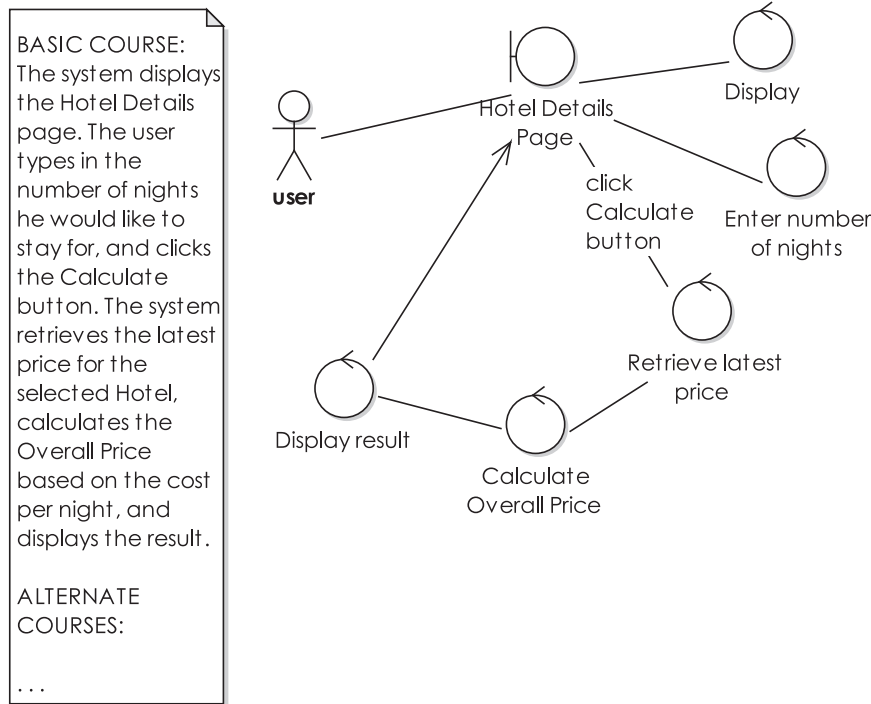 BASIC COURSE:
The system displays
the Hotel Details
page. The user
types in the
number of nights
he would like to
stay for, and clicks
the Calculate
button. The system
retrieves the latest
price for the
selected Hotel,
calculates the
Overall Price
based on the cost
per night, and
displays the result.
ALTERNATE
COURSES:
. . .
user
Hotel Details
Page
Display
Enter number
of nights
click
Calculate
button
Retrieve latest
price
Calculate
Overall Price
Display result